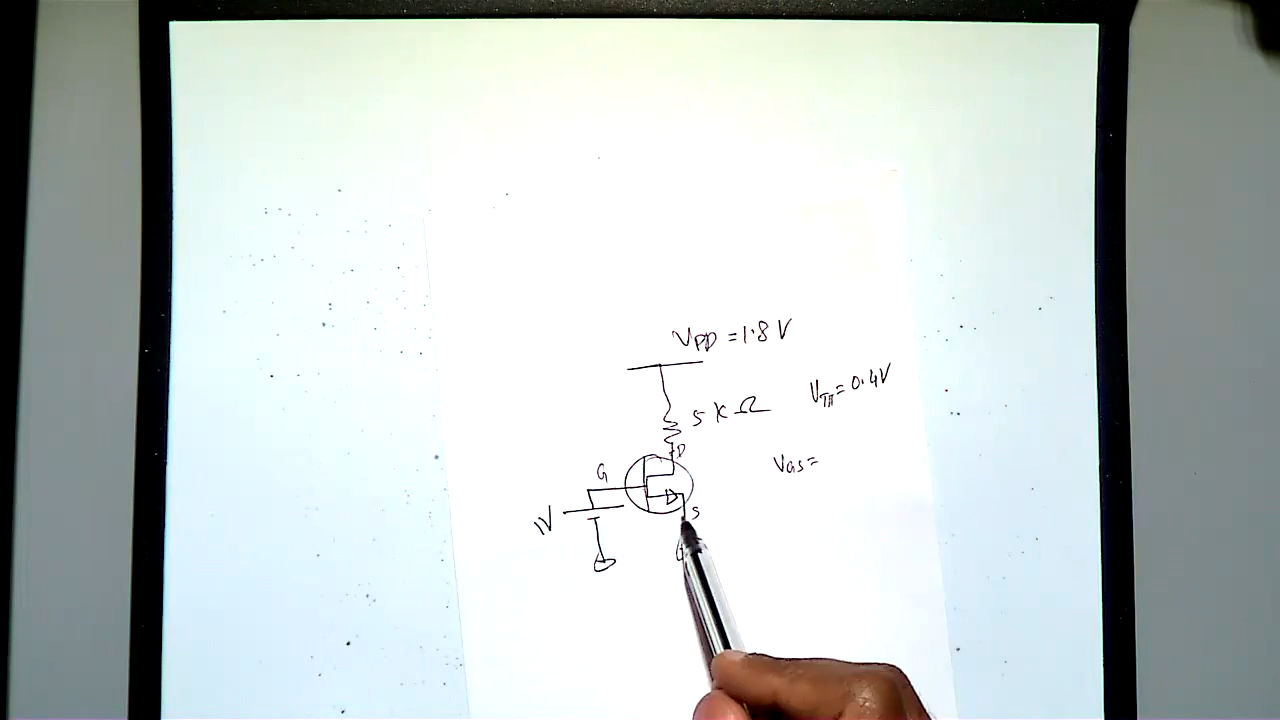 VDD = 1.8 V
5 KΩ
VTH = 0.4V
D
VGS =
G
1V
S